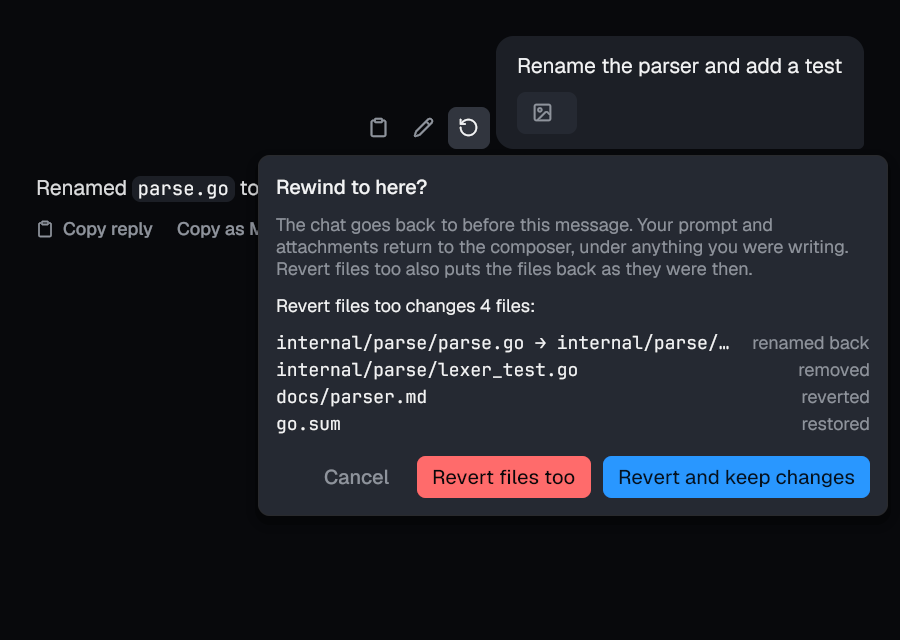 Rename the parser and add a test
Renamed parse.go to
Copy reply Copy as M
Rewind to here?
The chat goes back to before this message. Your prompt and
attachments return to the composer, under anything you were writing.
Revert files too also puts the files back as they were then.
Revert files too changes 4 files:
internal/parse/parse.go → internal/parse/… renamed back
internal/parse/lexer_test.go removed
docs/parser.md reverted
go.sum restored
Cancel Revert files too Revert and keep changes